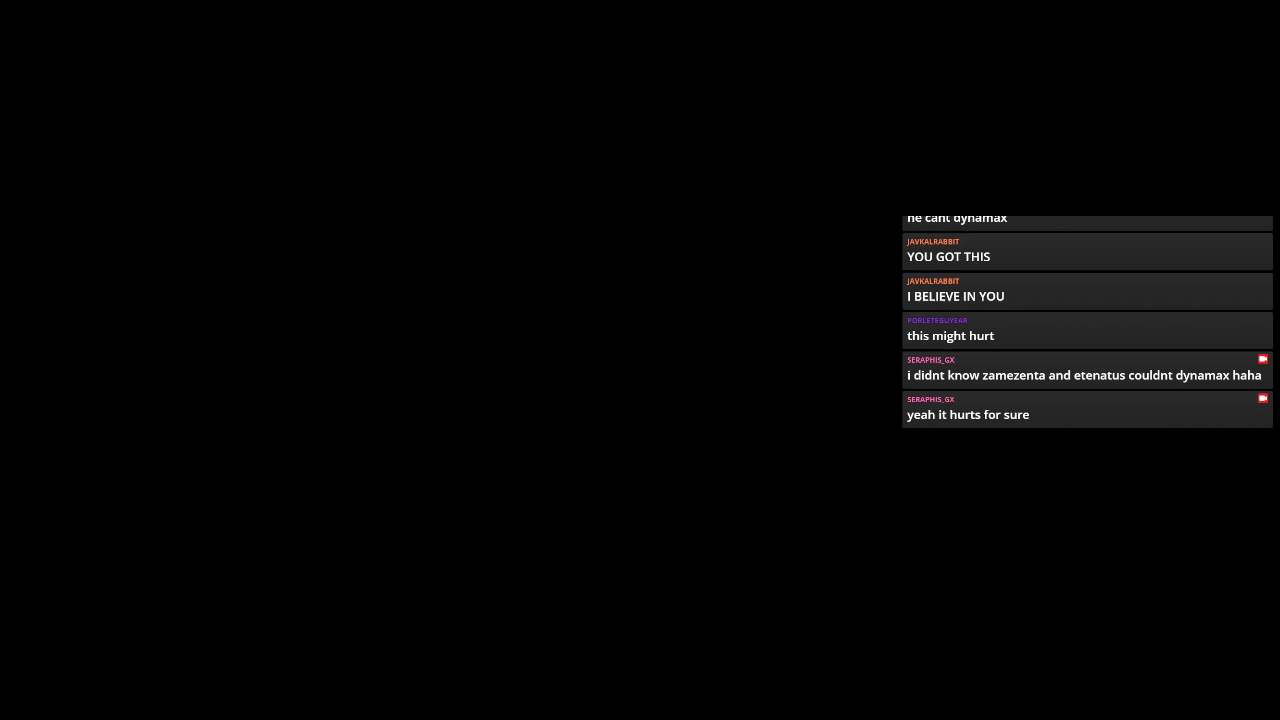 he cant dynamax
JAVKALRABBIT
YOU GOT THIS
JAVKALRABBIT
I BELIEVE IN YOU
PORLETEGUYEAR
this might hurt
SERAPHIS_GX
i didnt know zamezenta and etenatus couldnt dynamax haha
SERAPHIS_GX
yeah it hurts for sure